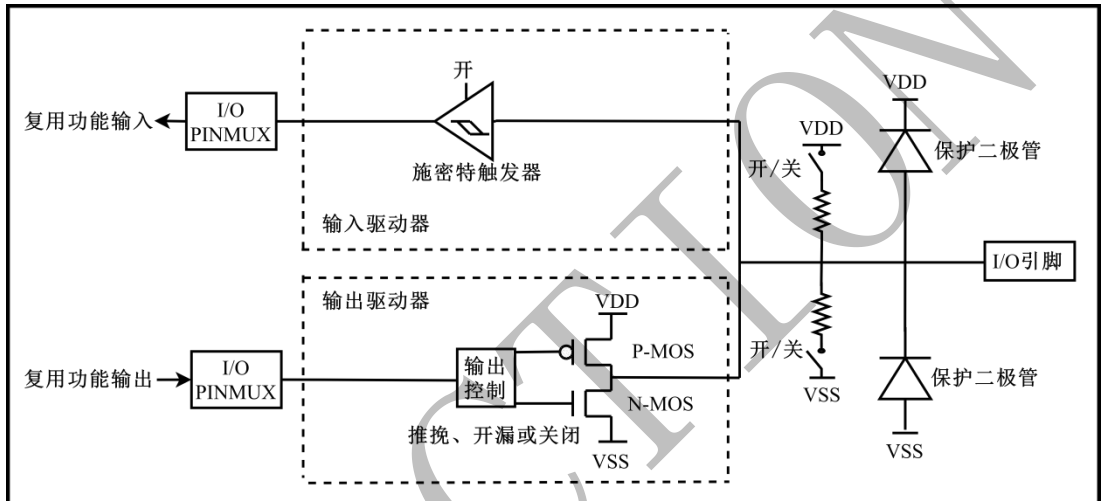 开
复用功能输入
I/O
PINMUX
施密特触发器
输入驱动器
VDD
开/关
VDD
保护二极管
I/O引脚
输出驱动器
VDD
P-MOS
复用功能输出
I/O
PINMUX
输出
控制
N-MOS
推挽、开漏或关闭
VSS
开/关
VSS
保护二极管
VSS
CTION